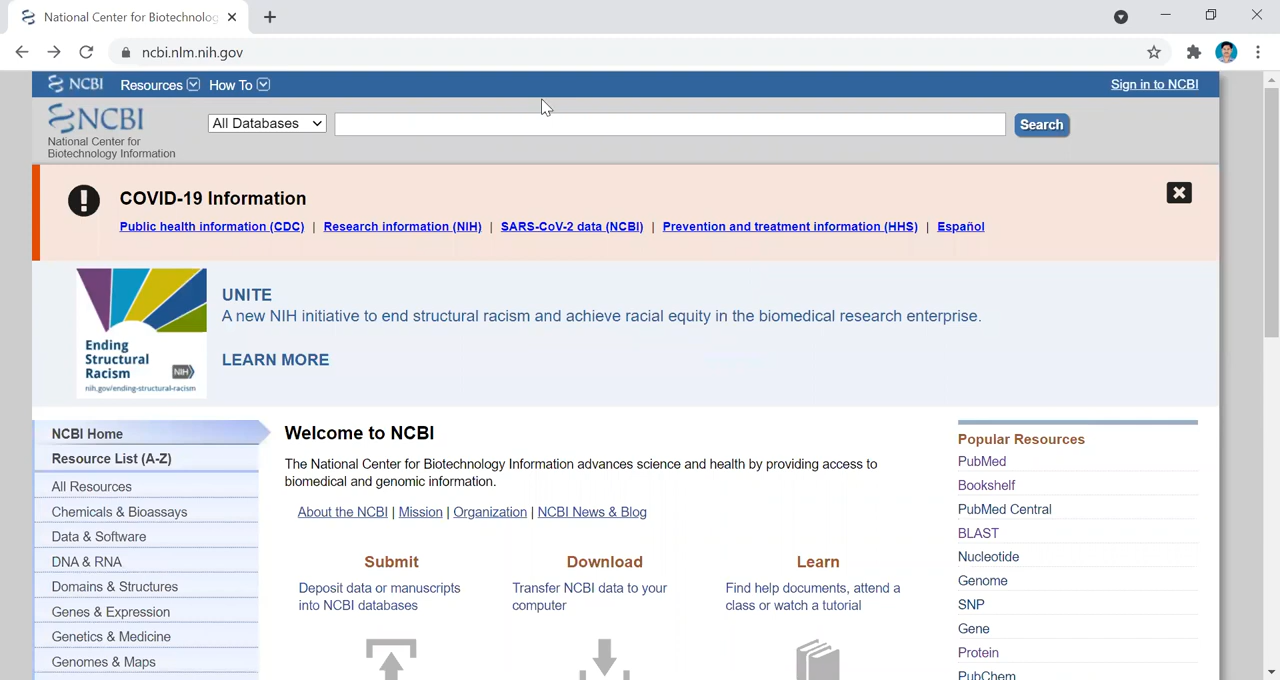 National Center for Biotechnolog
ncbi.nlm.nih.gov
NCBI Resources How To Sign in to NCBI
NCBI
National Center for
Biotechnology Information
All Databases
Search
COVID-19 Information
Public health information (CDC) | Research information (NIH) | SARS-CoV-2 data (NCBI) | Prevention and treatment information (HHS) | Español
Ending
Structural
Racism
NIH
nih.gov/ending-structural-racism
UNITE
A new NIH initiative to end structural racism and achieve racial equity in the biomedical research enterprise.
LEARN MORE
NCBI Home
Resource List (A-Z)
All Resources
Chemicals & Bioassays
Data & Software
DNA & RNA
Domains & Structures
Genes & Expression
Genetics & Medicine
Genomes & Maps
Welcome to NCBI
The National Center for Biotechnology Information advances science and health by providing access to
biomedical and genomic information.
About the NCBI | Mission | Organization | NCBI News & Blog
Submit
Deposit data or manuscripts
into NCBI databases
Download
Transfer NCBI data to your
computer
Learn
Find help documents, attend a
class or watch a tutorial
Popular Resources
PubMed
Bookshelf
PubMed Central
BLAST
Nucleotide
Genome
SNP
Gene
Protein
PubChem